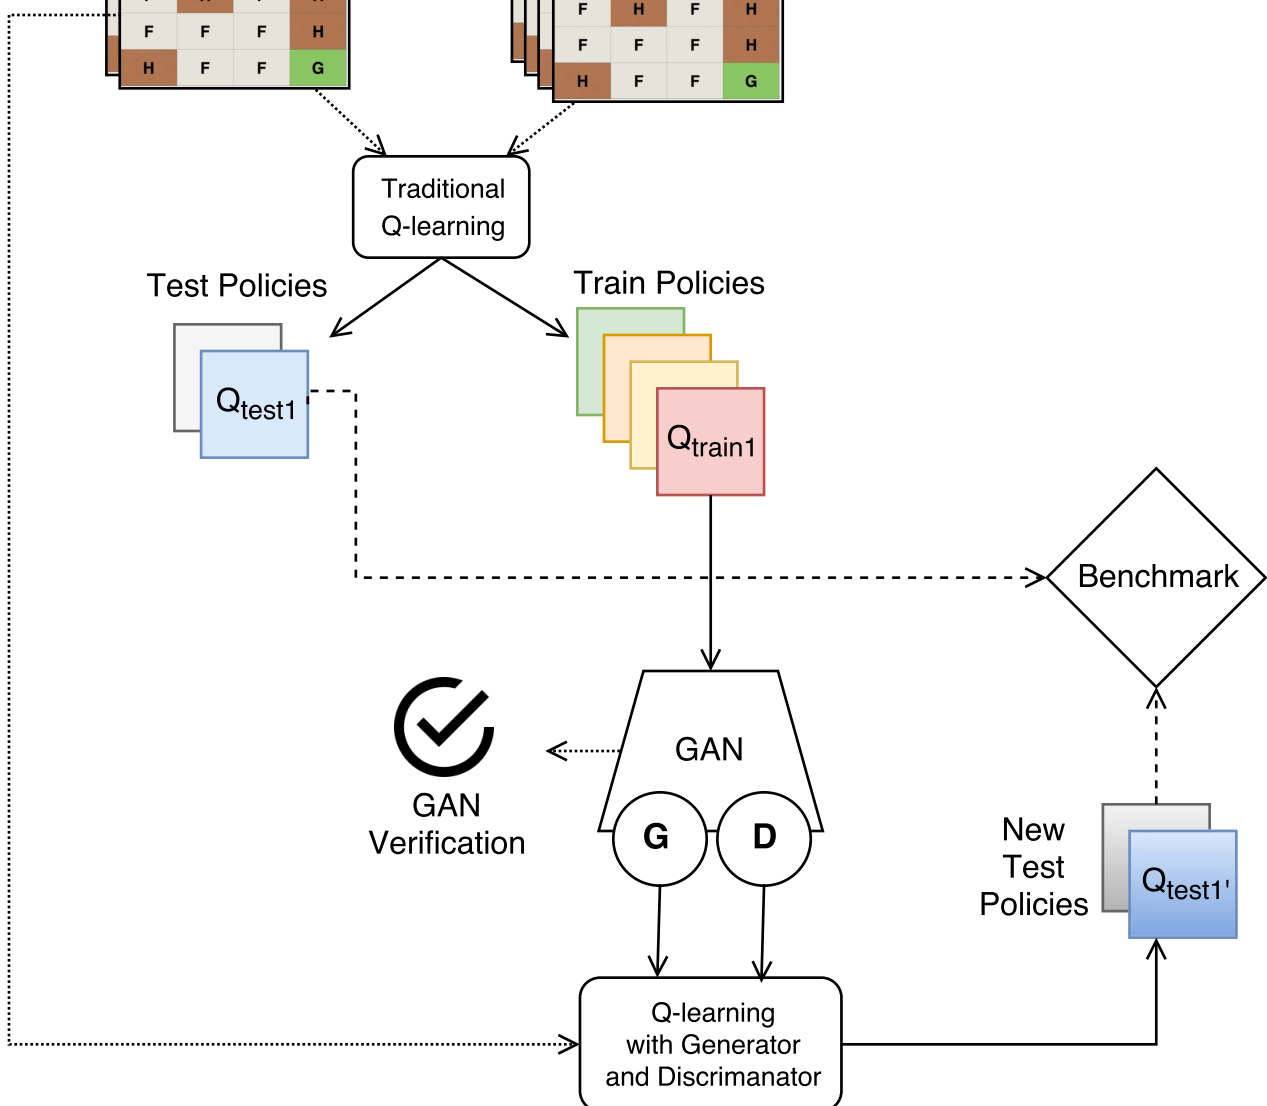 F H F H
F F F H
F F F H
H F F G
H F F G
Traditional
Q-learning
Test Policies
Train Policies
Qtest1
Qtrain1
Benchmark
GAN
GAN
Verification
G D
New
Test
Policies
Qtest1'
Q-learning
with Generator
and Discrimanator